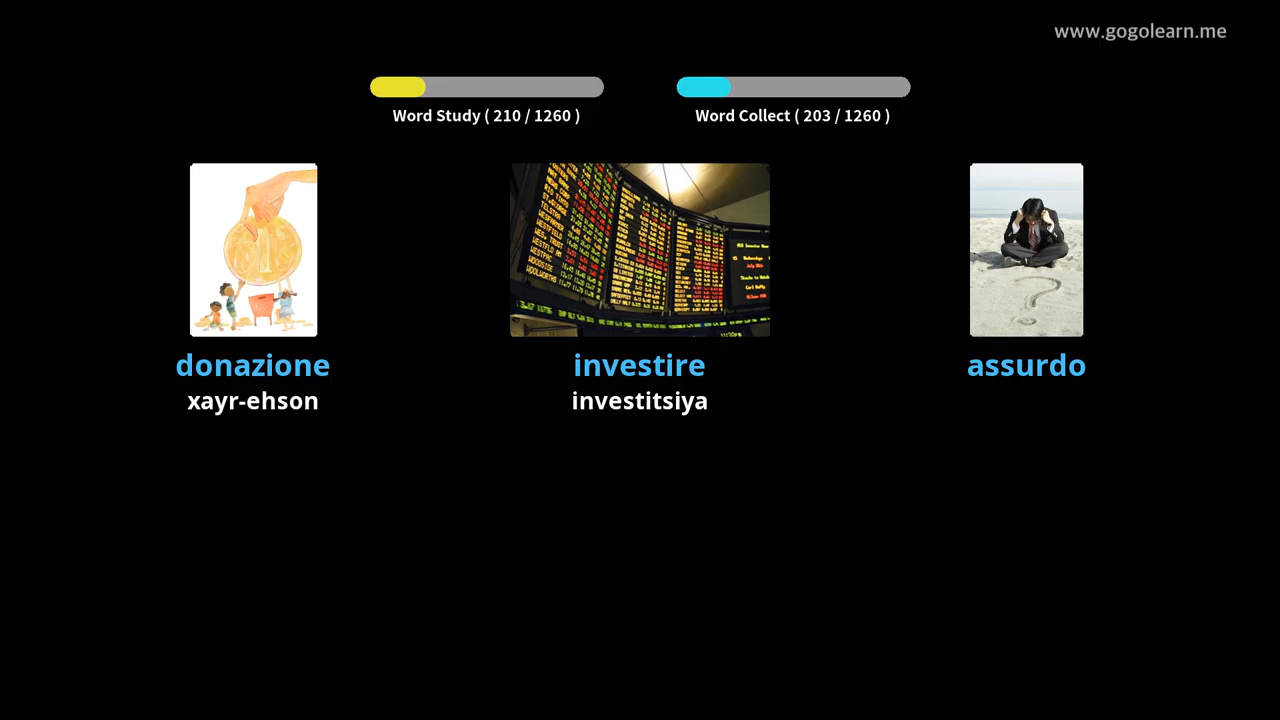 www.gogolearn.me
Word Study ( 210 / 1260 )
Word Collect ( 203 / 1260 )
donazione
investire
assurdo
xayr-ehson
investitsiya